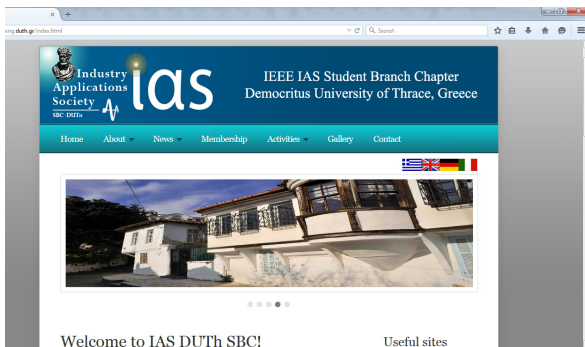 eng.duth.gr/index.html
Search
Industry
Applications
Society
SBC DUTh
ias
IEEE IAS Student Branch Chapter
Democritus University of Thrace, Greece
Home About News Membership Activities Gallery Contact
Welcome to IAS DUTh SBC!
Useful sites